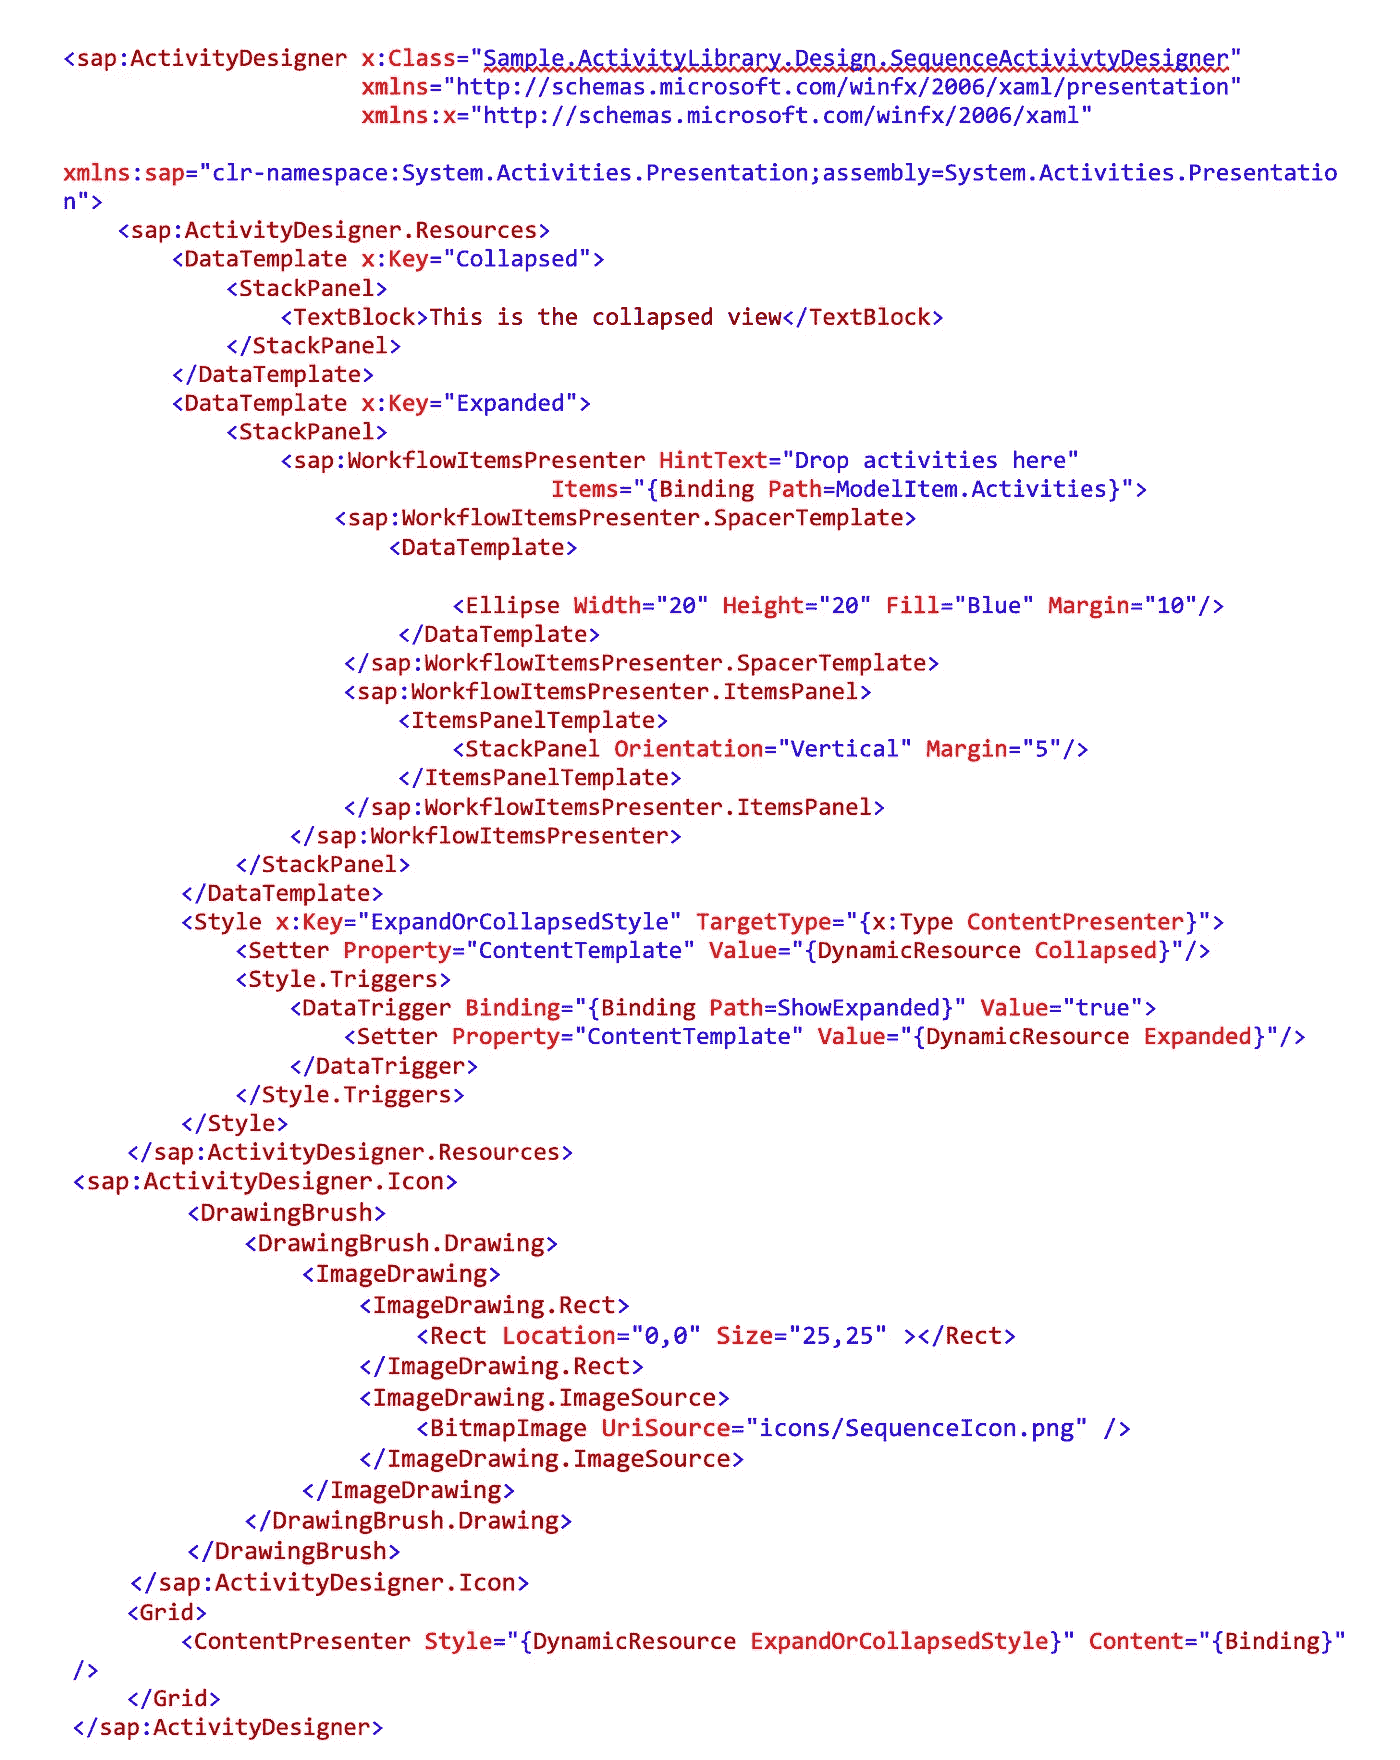 <sap:ActivityDesigner x:Class="Sample.ActivityLibrary.Design.SequenceActivivtyDesigner"
xmlns="http://schemas.microsoft.com/winfx/2006/xaml/presentation"
xmlns:x="http://schemas.microsoft.com/winfx/2006/xaml"
xmlns:sap="clr-namespace:System.Activities.Presentation;assembly=System.Activities.Presentatio
n">
<sap:ActivityDesigner.Resources>
<DataTemplate x:Key="Collapsed">
<StackPanel>
<TextBlock>This is the collapsed view</TextBlock>
</StackPanel>
</DataTemplate>
<DataTemplate x:Key="Expanded">
<StackPanel>
<sap:WorkflowItemsPresenter HintText="Drop activities here"
Items="{Binding Path=ModelItem.Activities}">
<sap:WorkflowItemsPresenter.SpacerTemplate>
<DataTemplate>
<Ellipse Width="20" Height="20" Fill="Blue" Margin="10"/>
</DataTemplate>
</sap:WorkflowItemsPresenter.SpacerTemplate>
<sap:WorkflowItemsPresenter.ItemsPanel>
<ItemsPanelTemplate>
<StackPanel Orientation="Vertical" Margin="5"/>
</ItemsPanelTemplate>
</sap:WorkflowItemsPresenter.ItemsPanel>
</sap:WorkflowItemsPresenter>
</StackPanel>
</DataTemplate>
<Style x:Key="ExpandOrCollapsedStyle" TargetType="{x:Type ContentPresenter}">
<Setter Property="ContentTemplate" Value="{DynamicResource Collapsed}"/>
<Style.Triggers>
<DataTrigger Binding="{Binding Path=ShowExpanded}" Value="true">
<Setter Property="ContentTemplate" Value="{DynamicResource Expanded}"/>
</DataTrigger>
</Style.Triggers>
</Style>
</sap:ActivityDesigner.Resources>
<sap:ActivityDesigner.Icon>
<DrawingBrush>
<DrawingBrush.Drawing>
<ImageDrawing>
<ImageDrawing.Rect>
<Rect Location="0,0" Size="25,25" ></Rect>
</ImageDrawing.Rect>
<ImageDrawing.ImageSource>
<BitmapImage UriSource="icons/SequenceIcon.png" />
</ImageDrawing.ImageSource>
</ImageDrawing>
</DrawingBrush.Drawing>
</DrawingBrush>
</sap:ActivityDesigner.Icon>
<Grid>
<ContentPresenter Style="{DynamicResource ExpandOrCollapsedStyle}" Content="{Binding}"
/>
</Grid>
</sap:ActivityDesigner>